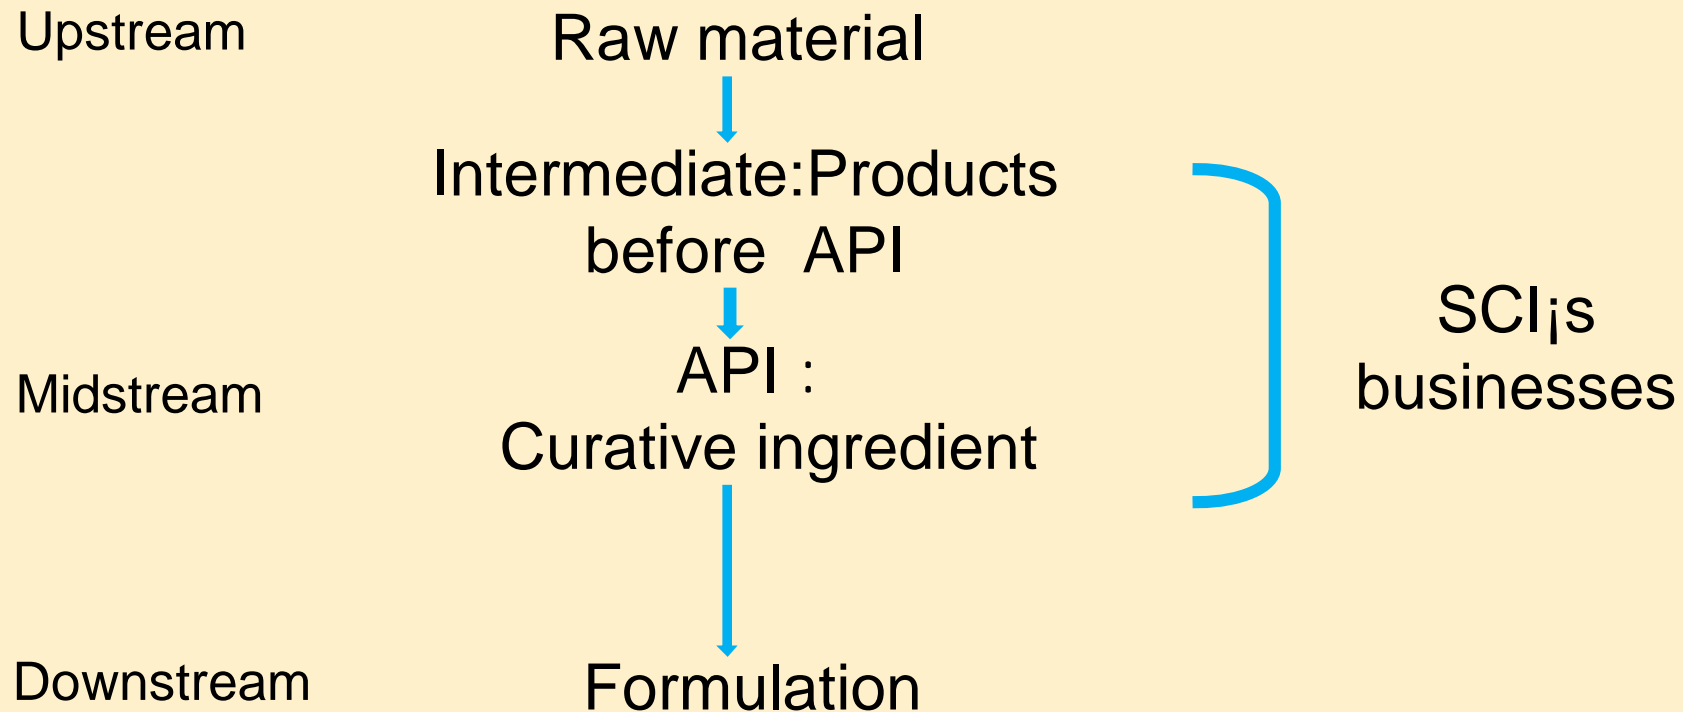 Upstream
Raw material
Intermediate:Products
before API
Midstream
API :
Curative ingredient
SCI¡s
businesses
Downstream
Formulation